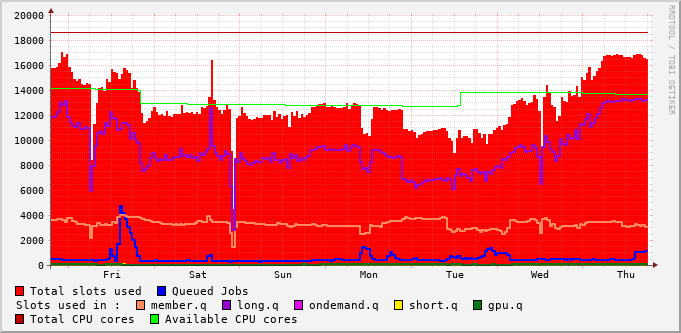 20000
18000
16000
14000
12000
10000
8000
6000
4000
2000
0
Fri Sat Sun Mon Tue Wed Thu
Total slots used Queued Jobs
Slots used in : member.q long.q ondemand.q short.q gpu.q
Total CPU cores Available CPU cores
RRDTOOL / TOBI OETIKER